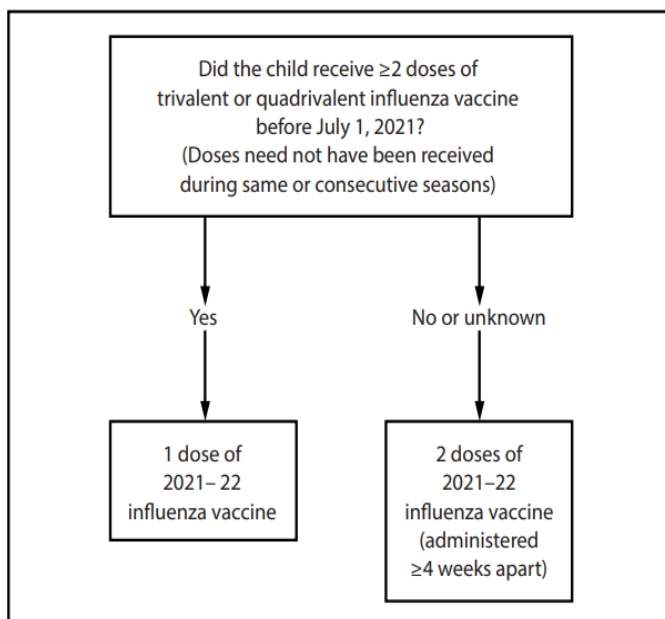 Did the child receive ≥2 doses of
trivalent or quadrivalent influenza vaccine
before July 1, 2021?
(Doses need not have been received
during same or consecutive seasons)
Yes
No or unknown
1 dose of
2021– 22
influenza vaccine
2 doses of
2021–22
influenza vaccine
(administered
≥4 weeks apart)